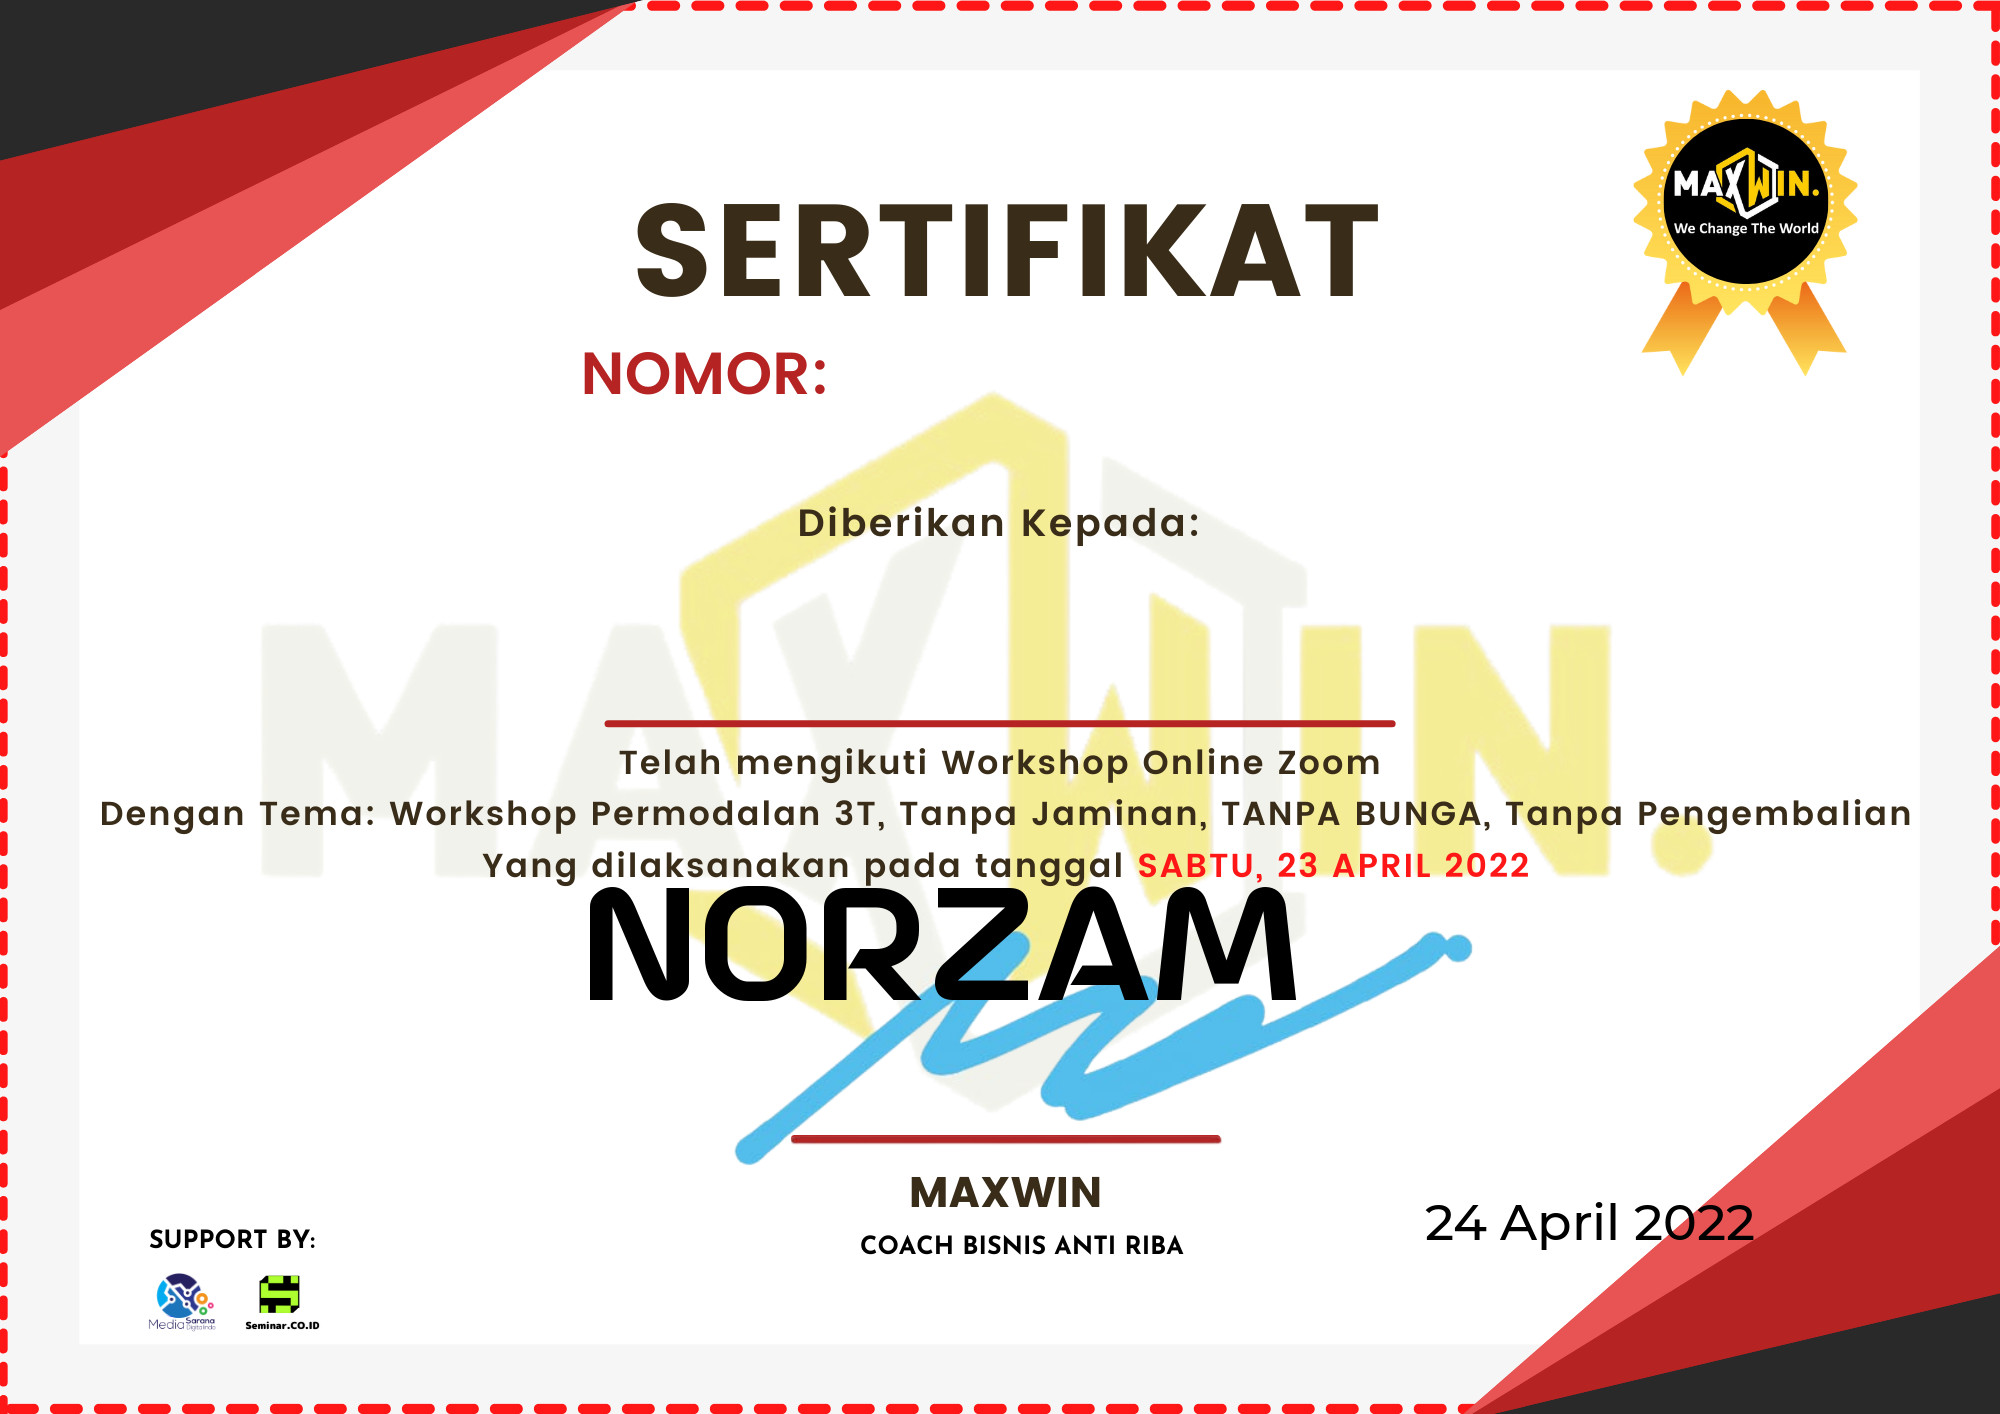 MAXWIN.
We Change The World
SERTIFIKAT
NOMOR:
Diberikan Kepada:
MAXWIN.
Telah mengikuti Workshop Online Zoom
Dengan Tema: Workshop Permodalan 3T, Tanpa Jaminan, TANPA BUNGA, Tanpa Pengembalian
Yang dilaksanakan pada tanggal SABTU, 23 APRIL 2022
NORZAM
MAXWIN
COACH BISNIS ANTI RIBA
24 April 2022
SUPPORT BY:
Media Sarana Digitalindo
Seminar.CO.ID